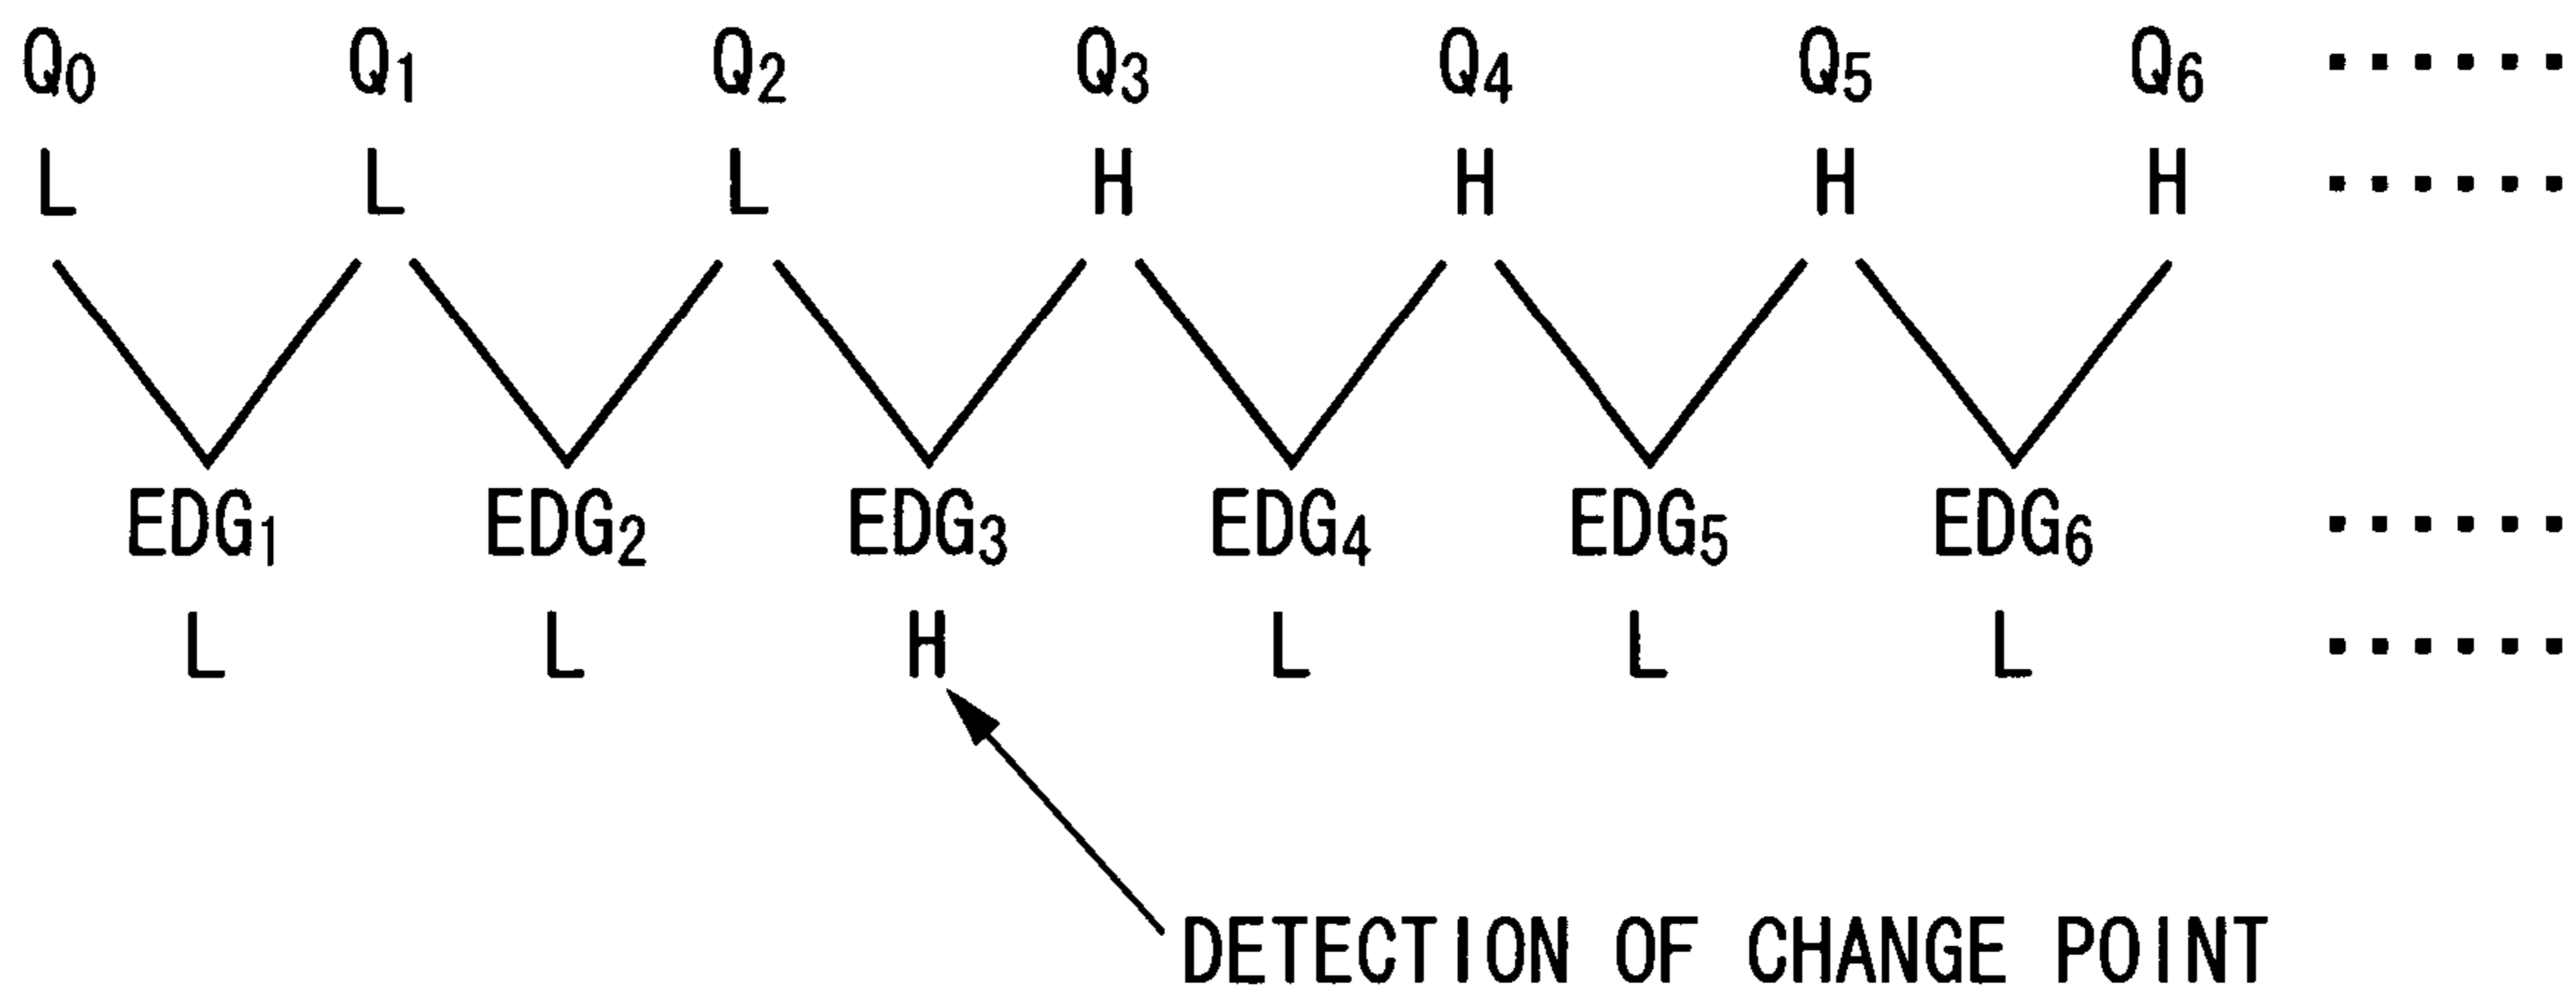 Q0 Q1 Q2 Q3 Q4 Q5 Q6 ......
L L L H H H H ......
EDG1 EDG2 EDG3 EDG4 EDG5 EDG6 ......
L L H L L L ......
DETECTION OF CHANGE POINT